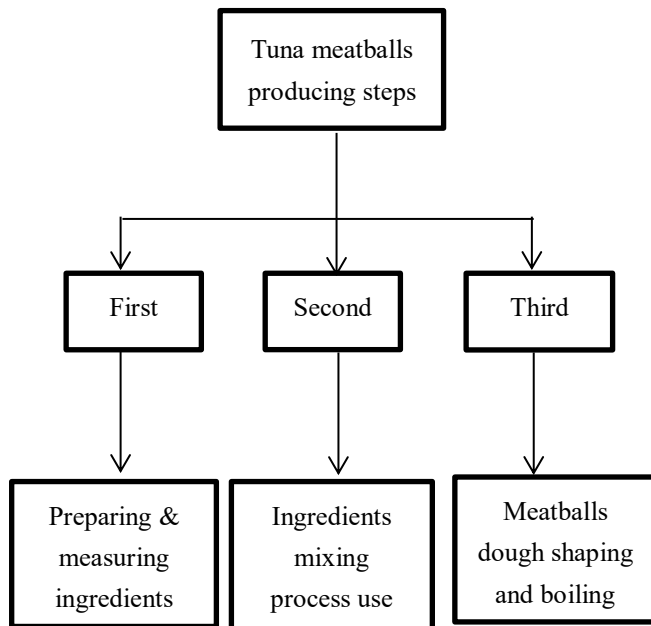 Tuna meatballs
producing steps
First
Second
Third
Preparing &
measuring
ingredients
Ingredients
mixing
process use
Meatballs
dough shaping
and boiling